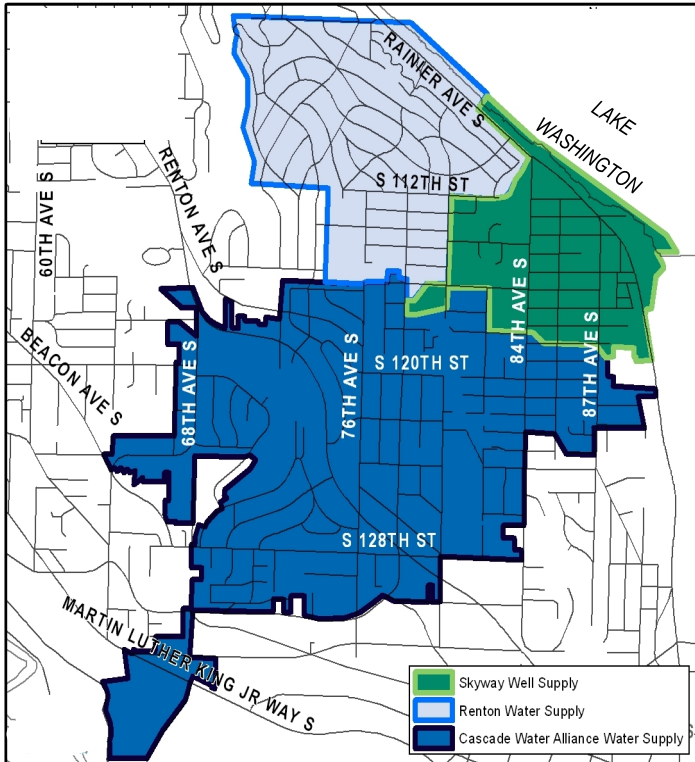 RAINIER AVE S
LAKE
WASHINGTON
RENTON AVE S
S 112TH ST
60TH AVE S
BEACON AVE S
68TH AVE S
76TH AVE S
S 120TH ST
84TH AVE S
87TH AVE S
S 128TH ST
MARTIN LUTHER KING JR WAY S
Skyway Well Supply
Renton Water Supply
Cascade Water Alliance Water Supply